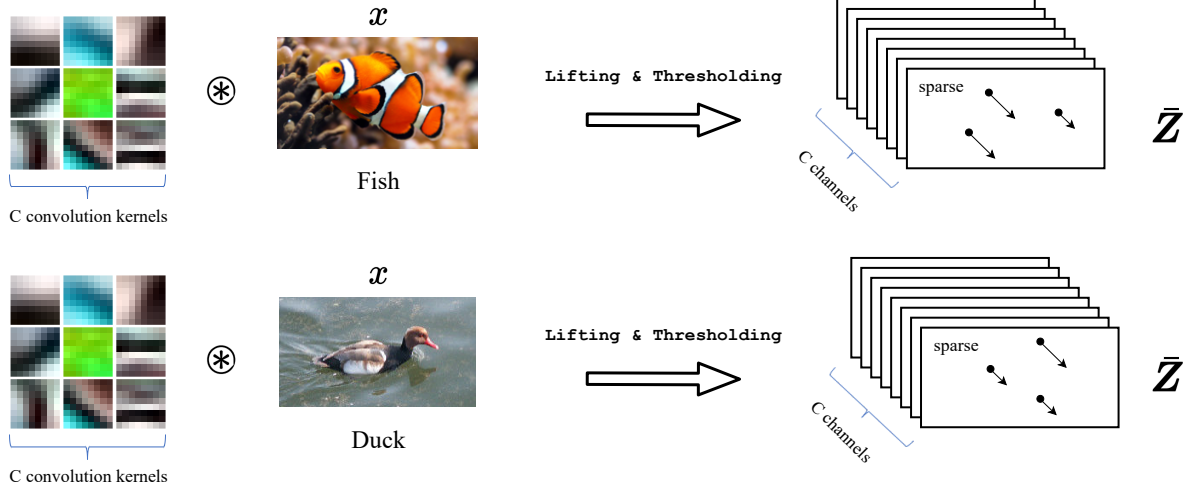 x
Lifting & Thresholding
sparse
C channels
Z̄
Fish
C convolution kernels
x
Lifting & Thresholding
sparse
C channels
Z̄
Duck
C convolution kernels